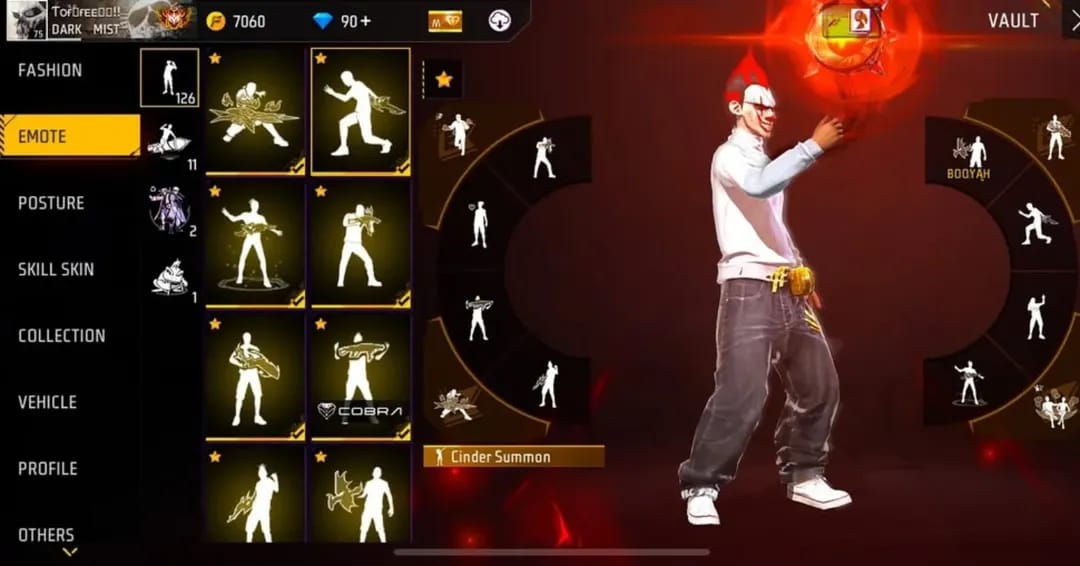 DARK MIST
75
7060
90+
M
VAULT
FASHION
EMOTE
POSTURE
SKILL SKIN
COLLECTION
VEHICLE
PROFILE
OTHERS
126
11
2
1
COBRA
BOOYAH
Cinder Summon